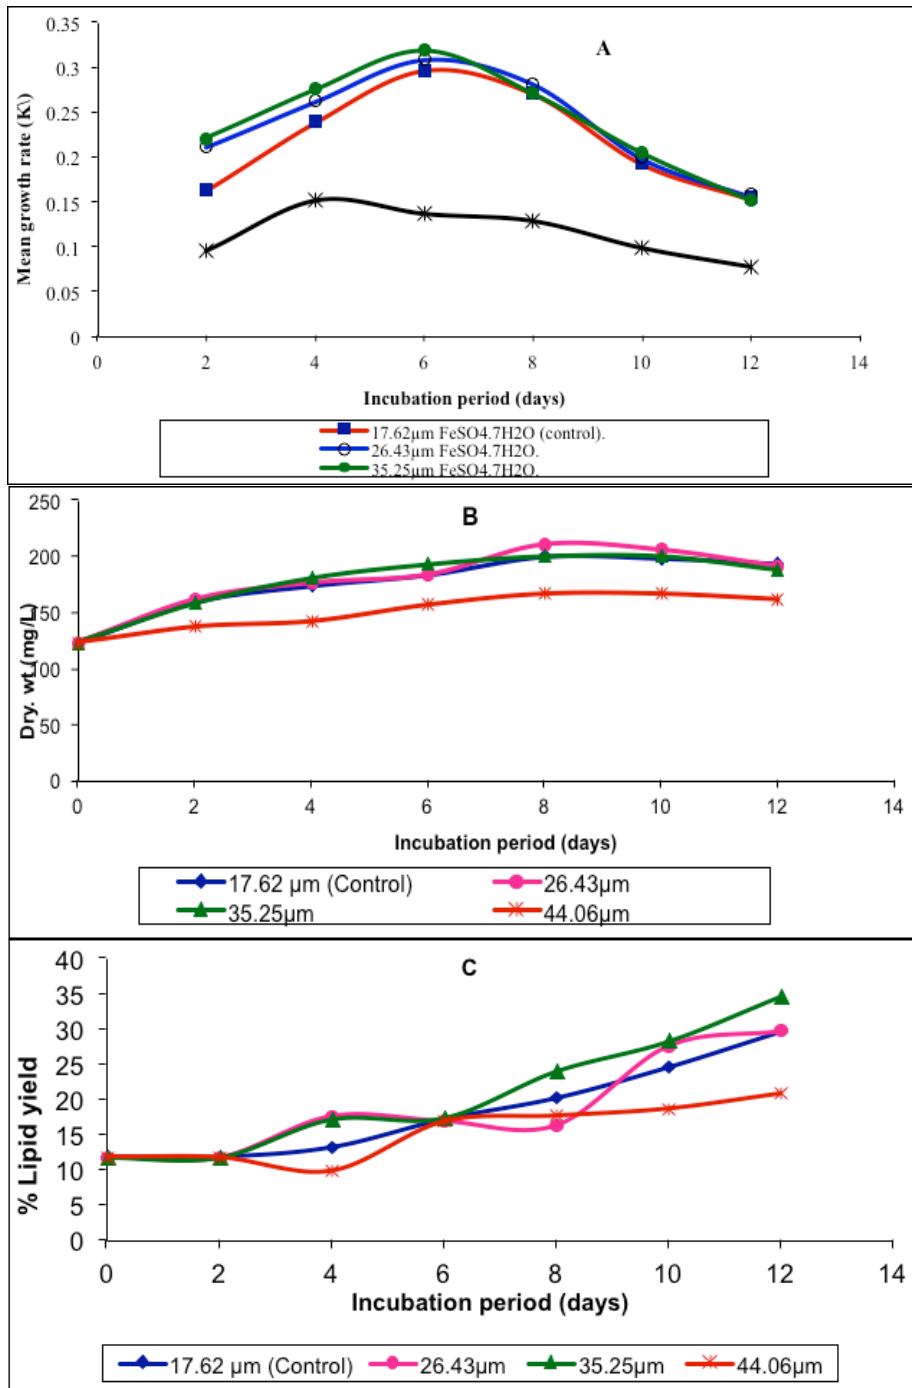 0.35
A
0.3
0.25
0.2
0.15
0.1
0.05
0
Mean growth rate (K\)
0 2 4 6 8 10 12 14
Incubation period (days)
17.62µm FeSO4.7H2O (control).
26.43µm FeSO4.7H2O.
35.25µm FeSO4.7H2O.
250
B
200
150
100
50
0
Dry. wt.(mg/L)
0 2 4 6 8 10 12 14
Incubation period (days)
17.62 µm (Control) 26.43µm
35.25µm 44.06µm
40
C
35
30
25
20
15
10
5
0
% Lipid yield
0 2 4 6 8 10 12 14
Incubation period (days)
17.62 µm (Control) 26.43µm 35.25µm 44.06µm